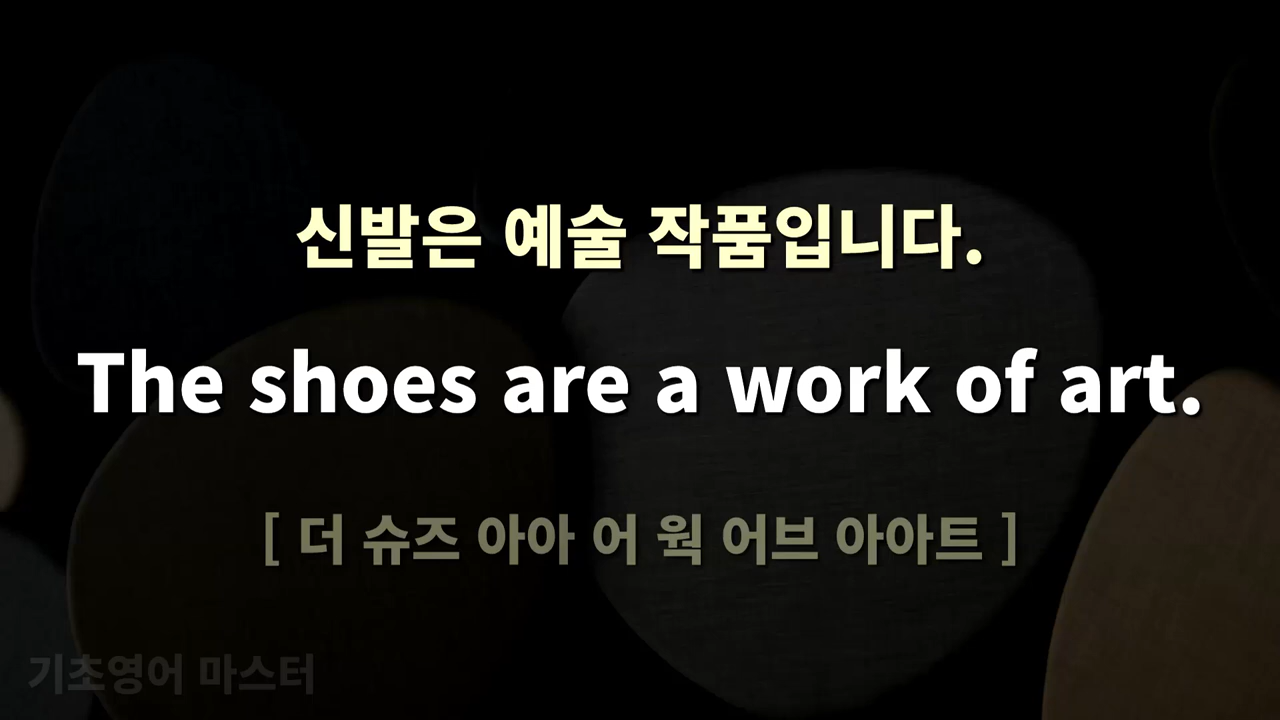 신발은 예술 작품입니다.
The shoes are a work of art.
[ 더 슈즈 아아 어 웍 어브 아아트 ]
기초영어 마스터